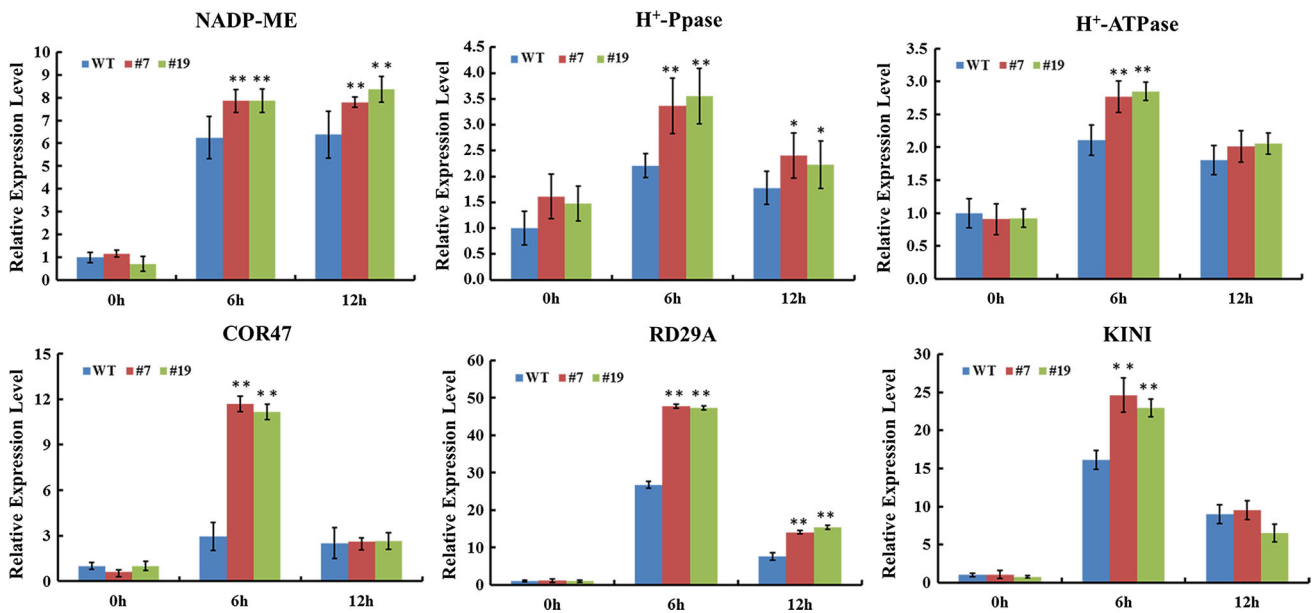 NADP-ME
Relative Expression Level
10
9
8
7
6
5
4
3
2
1
0
WT #7 #19
** **
** **
0h 6h 12h
H⁺-Ppase
Relative Expression Level
4.5
4.0
3.5
3.0
2.5
2.0
1.5
1.0
0.5
0.0
WT #7 #19
** **
* *
0h 6h 12h
H⁺-ATPase
Relative Expression Level
3.5
3.0
2.5
2.0
1.5
1.0
0.5
0.0
WT #7 #19
** **
0h 6h 12h
COR47
Relative Expression Level
15
12
9
6
3
0
WT #7 #19
** **
0h 6h 12h
RD29A
Relative Expression Level
60
50
40
30
20
10
0
WT #7 #19
** **
** **
0h 6h 12h
KINI
Relative Expression Level
30
25
20
15
10
5
0
WT #7 #19
** **
0h 6h 12h